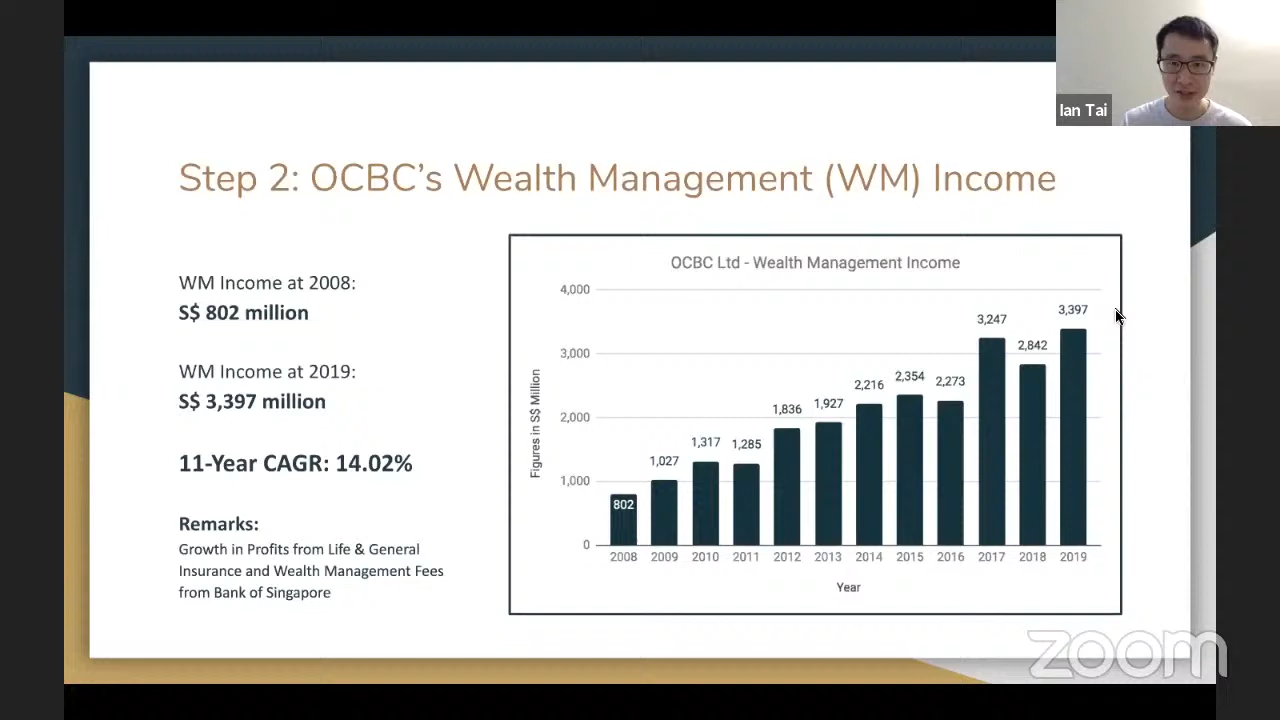 Ian Tai
Step 2: OCBC’s Wealth Management (WM) Income
WM Income at 2008:
S$ 802 million
WM Income at 2019:
S$ 3,397 million
11-Year CAGR: 14.02%
Remarks:
Growth in Profits from Life & General
Insurance and Wealth Management Fees
from Bank of Singapore
OCBC Ltd - Wealth Management Income
Figures in S$ Million
4,000
3,000
2,000
1,000
0
802
1,027
1,317
1,285
1,836
1,927
2,216
2,354
2,273
3,247
2,842
3,397
2008 2009 2010 2011 2012 2013 2014 2015 2016 2017 2018 2019
Year
zoom